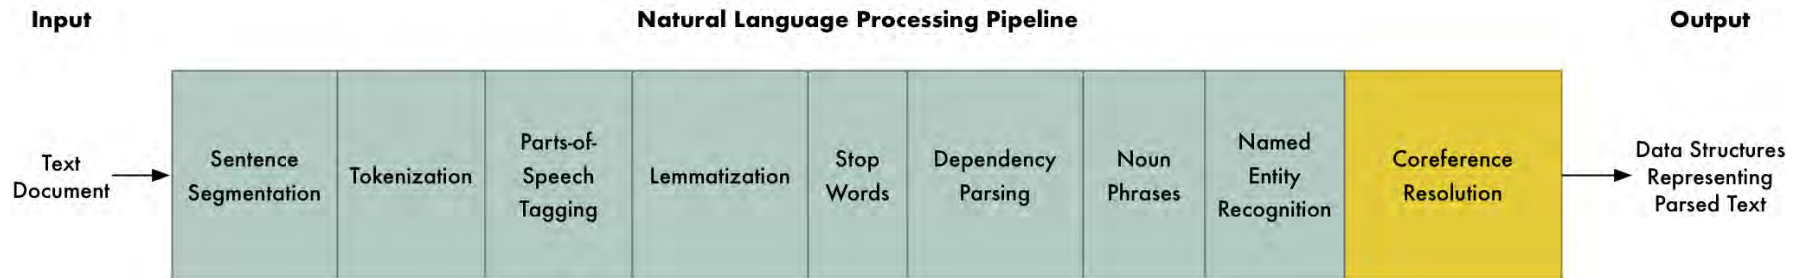 Input
Natural Language Processing Pipeline
Output
Text
Document
Sentence
Segmentation
Tokenization
Parts-of-
Speech
Tagging
Lemmatization
Stop
Words
Dependency
Parsing
Noun
Phrases
Named
Entity
Recognition
Coreference
Resolution
Data Structures
Representing
Parsed Text